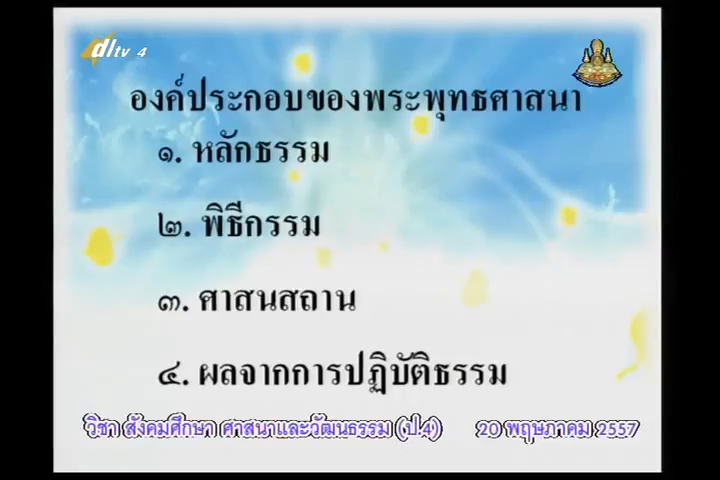 dltv 4
องค์ประกอบของพระพุทธศาสนา
๑. หลักธรรม
๒. พิธีกรรม
๓. ศาสนสถาน
๔. ผลจากการปฏิบัติธรรม
วิชา สังคมศึกษา ศาสนาและวัฒนธรรม (ป.4) 20 พฤษภาคม 2557